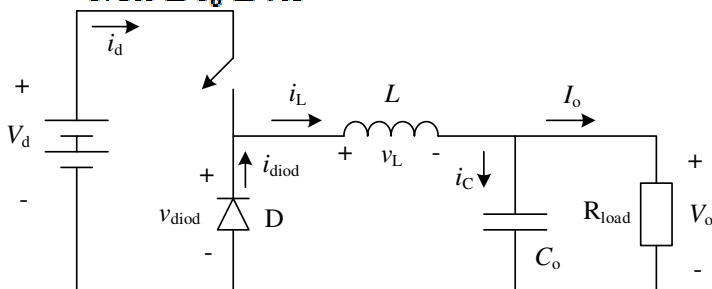 i_d
+
V_d
-
i_L
L
I_o
+ v_L -
i_diod
+
v_diod
-
D
i_C
C_o
R_load
+
V_o
-